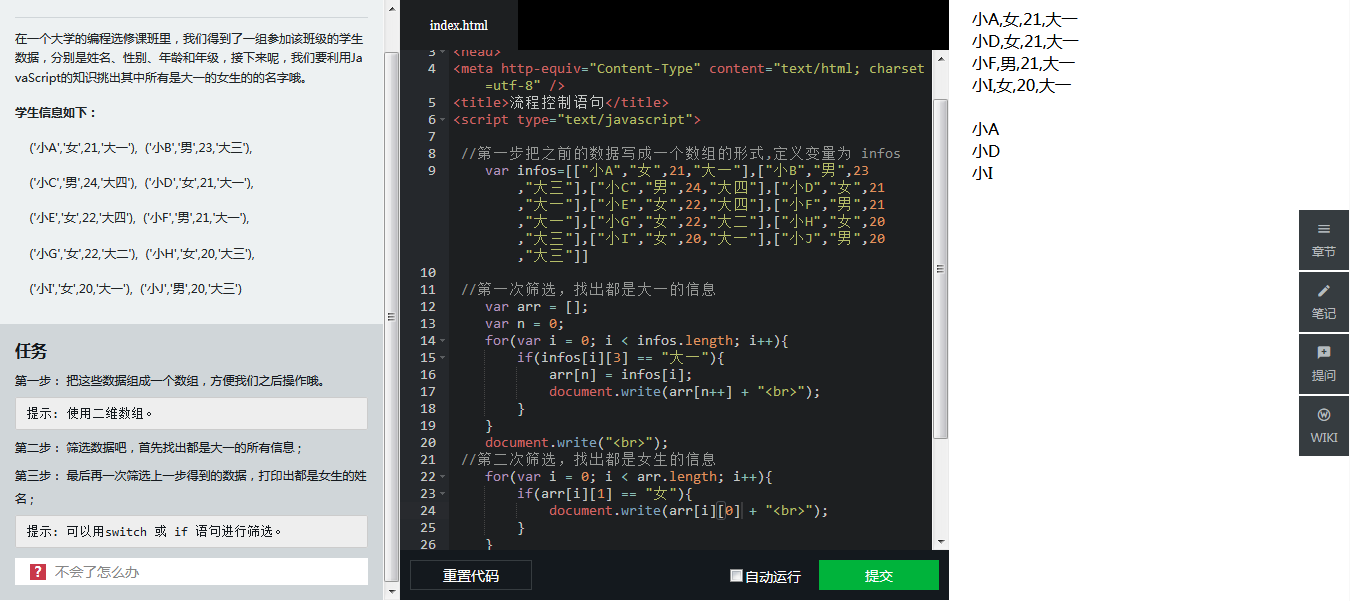 在一个大学的编程选修课班里，我们得到了一组参加该班级的学生
数据，分别是姓名、性别、年龄和年级，接下来呢，我们要利用Ja
vaScript的知识挑出其中所有是大一的女生的的名字哦。
学生信息如下：
('小A','女',21,'大一'), ('小B','男',23,'大三'),
('小C','男',24,'大四'), ('小D','女',21,'大一'),
('小E','女',22,'大四'), ('小F','男',21,'大一'),
('小G','女',22,'大二'), ('小H','女',20,'大三'),
('小I','女',20,'大一'), ('小J','男',20,'大三')
任务
第一步： 把这些数据组成一个数组，方便我们之后操作哦。
提示: 使用二维数组。
第二步： 筛选数据吧，首先找出都是大一的所有信息；
第三步： 最后再一次筛选上一步得到的数据，打印出都是女生的姓
名；
提示: 可以用switch 或 if 语句进行筛选。
? 不会了怎么办
index.html
3 <head>
4 <meta http-equiv="Content-Type" content="text/html; charset
=utf-8" />
5 <title>流程控制语句</title>
6 <script type="text/javascript">
7
8 //第一步把之前的数据写成一个数组的形式,定义变量为 infos
9 var infos=[["小A","女",21,"大一"],["小B","男",23
,"大三"],["小C","男",24,"大四"],["小D","女",21
,"大一"],["小E","女",22,"大四"],["小F","男",21
,"大一"],["小G","女",22,"大二"],["小H","女",20
,"大三"],["小I","女",20,"大一"],["小J","男",20
,"大三"]]
10
11 //第一次筛选，找出都是大一的信息
12 var arr = [];
13 var n = 0;
14 for(var i = 0; i < infos.length; i++){
15 if(infos[i][3] == "大一"){
16 arr[n] = infos[i];
17 document.write(arr[n++] + "<br>");
18 }
19 }
20 document.write("<br>");
21 //第二次筛选，找出都是女生的信息
22 for(var i = 0; i < arr.length; i++){
23 if(arr[i][1] == "女"){
24 document.write(arr[i][0] + "<br>");
25 }
26 }
重置代码
自动运行
提交
小A,女,21,大一
小D,女,21,大一
小F,男,21,大一
小I,女,20,大一
小A
小D
小I
章节
笔记
提问
WIKI